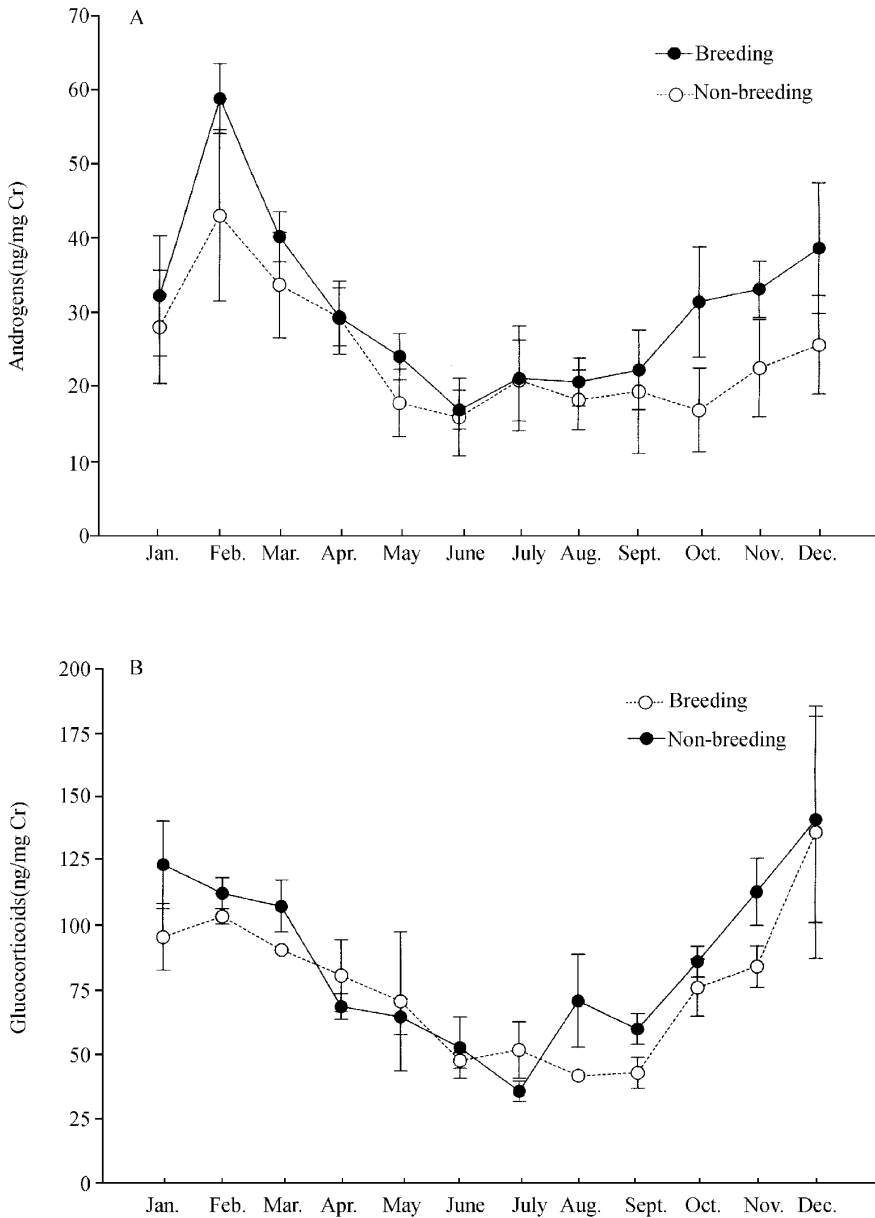 70
A
Breeding
60
Non-breeding
50
40
30
20
10
0
Androgens(ng/mg Cr)
Jan. Feb. Mar. Apr. May June July Aug. Sept. Oct. Nov. Dec.
200
B
Breeding
175
Non-breeding
150
125
100
75
50
25
0
Glucocorticoids(ng/mg Cr)
Jan. Feb. Mar. Apr. May June July Aug. Sept. Oct. Nov. Dec.